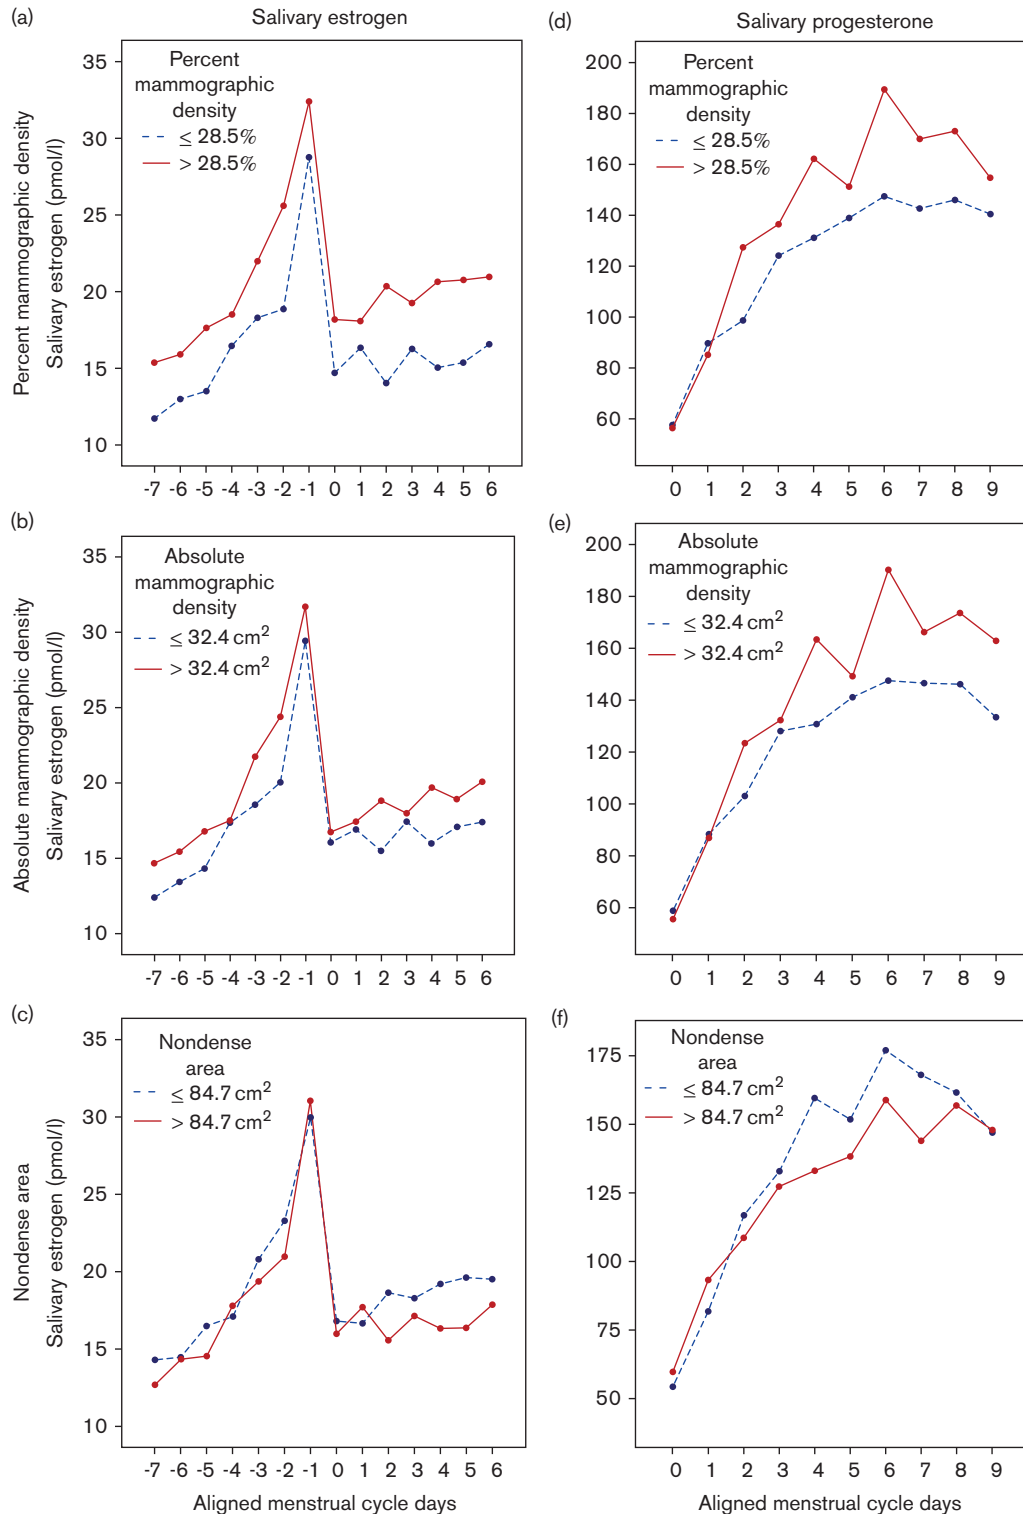 (a)
Salivary estrogen
Percent mammographic density
Salivary estrogen (pmol/l)
35
30
25
20
15
10
Percent
mammographic
density
≤ 28.5%
> 28.5%
-7 -6 -5 -4 -3 -2 -1 0 1 2 3 4 5 6
(d)
Salivary progesterone
200
180
160
140
120
100
80
60
Percent
mammographic
density
≤ 28.5%
> 28.5%
0 1 2 3 4 5 6 7 8 9
(b)
Absolute mammographic density
Salivary estrogen (pmol/l)
35
30
25
20
15
10
Absolute
mammographic
density
≤ 32.4 cm²
> 32.4 cm²
-7 -6 -5 -4 -3 -2 -1 0 1 2 3 4 5 6
(e)
200
180
160
140
120
100
80
60
Absolute
mammographic
density
≤ 32.4 cm²
> 32.4 cm²
0 1 2 3 4 5 6 7 8 9
(c)
Nondense area
Salivary estrogen (pmol/l)
35
30
25
20
15
10
Nondense
area
≤ 84.7 cm²
> 84.7 cm²
-7 -6 -5 -4 -3 -2 -1 0 1 2 3 4 5 6
Aligned menstrual cycle days
(f)
175
150
125
100
75
50
Nondense
area
≤ 84.7 cm²
> 84.7 cm²
0 1 2 3 4 5 6 7 8 9
Aligned menstrual cycle days